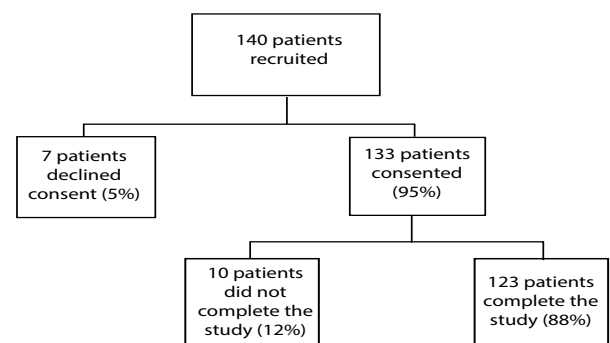 140 patients
recruited
7 patients
declined
consent (5%)
133 patients
consented
(95%)
10 patients
did not
complete the
study (12%)
123 patients
complete the
study (88%)